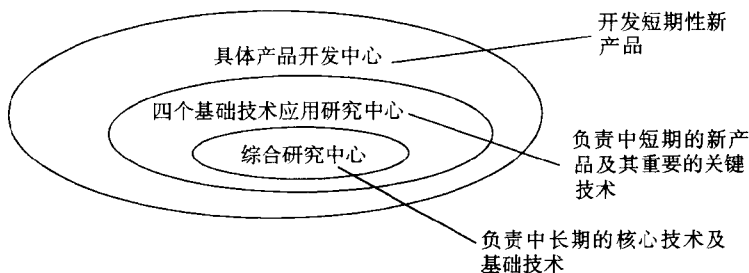 开发短期性新
产品
具体产品开发中心
四个基础技术应用研究中心
负责中短期的新产
品及其重要的关键
技术
综合研究中心
负责中长期的核心技术及
基础技术